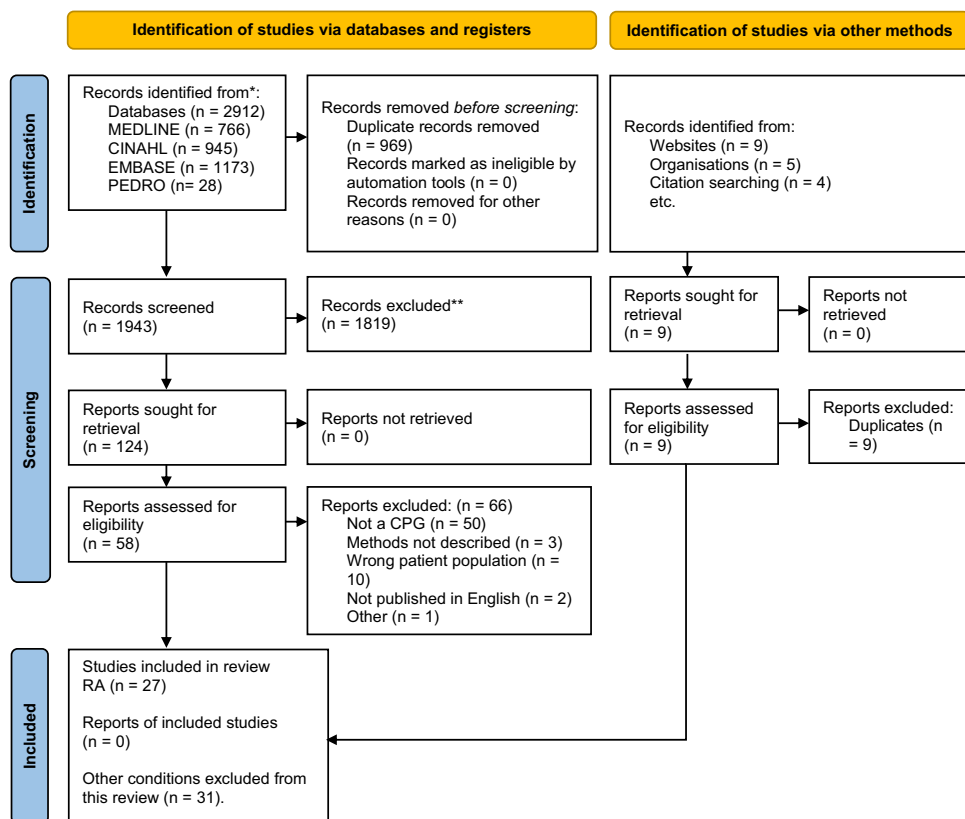 Identification of studies via databases and registers
Identification of studies via other methods
Identification
Records identified from*:
Databases (n = 2912)
MEDLINE (n = 766)
CINAHL (n = 945)
EMBASE (n = 1173)
PEDRO (n= 28)
Records removed before screening:
Duplicate records removed
(n = 969)
Records marked as ineligible by
automation tools (n = 0)
Records removed for other
reasons (n = 0)
Records identified from:
Websites (n = 9)
Organisations (n = 5)
Citation searching (n = 4)
etc.
Screening
Records screened
(n = 1943)
Records excluded**
(n = 1819)
Reports sought for
retrieval
(n = 9)
Reports not
retrieved
(n = 0)
Reports sought for
retrieval
(n = 124)
Reports not retrieved
(n = 0)
Reports assessed
for eligibility
(n = 9)
Reports excluded:
Duplicates (n
= 9)
Reports assessed for
eligibility
(n = 58)
Reports excluded: (n = 66)
Not a CPG (n = 50)
Methods not described (n = 3)
Wrong patient population (n =
10)
Not published in English (n = 2)
Other (n = 1)
Included
Studies included in review
RA (n = 27)
Reports of included studies
(n = 0)
Other conditions excluded from
this review (n = 31).